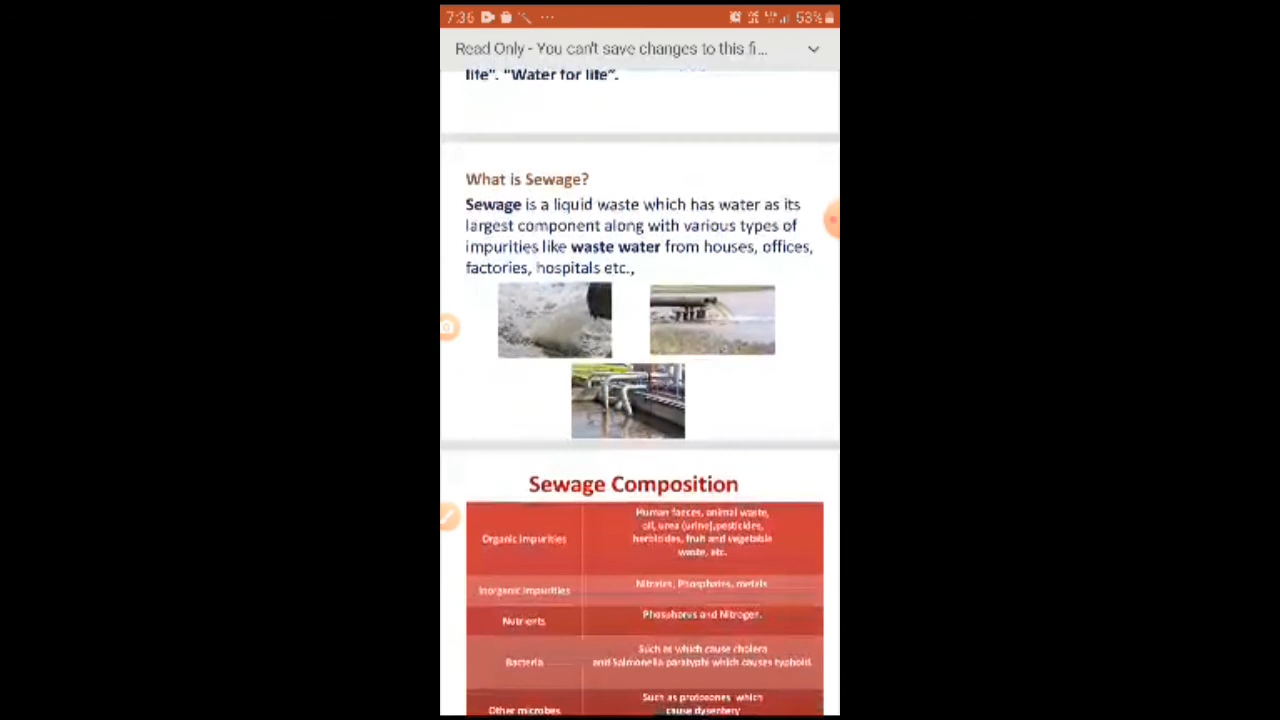 7:36
53%
Read Only - You can't save changes to this fi...
life". "Water for life".
What is Sewage?
Sewage is a liquid waste which has water as its
largest component along with various types of
impurities like waste water from houses, offices,
factories, hospitals etc.,
Sewage Composition
Organic Impurities
Human faeces, animal waste,
oil, urea (urine),pesticides,
herbicides, fruit and vegetable
waste, etc.
Inorganic Impurities
Nitrates, Phosphates, metals
Nutrients
Phosphorus and Nitrogen.
Bacteria
Such as which cause cholera
and Salmonella paratyphi which causes typhoid.
Other microbes
Such as protozoans which
cause dysentery